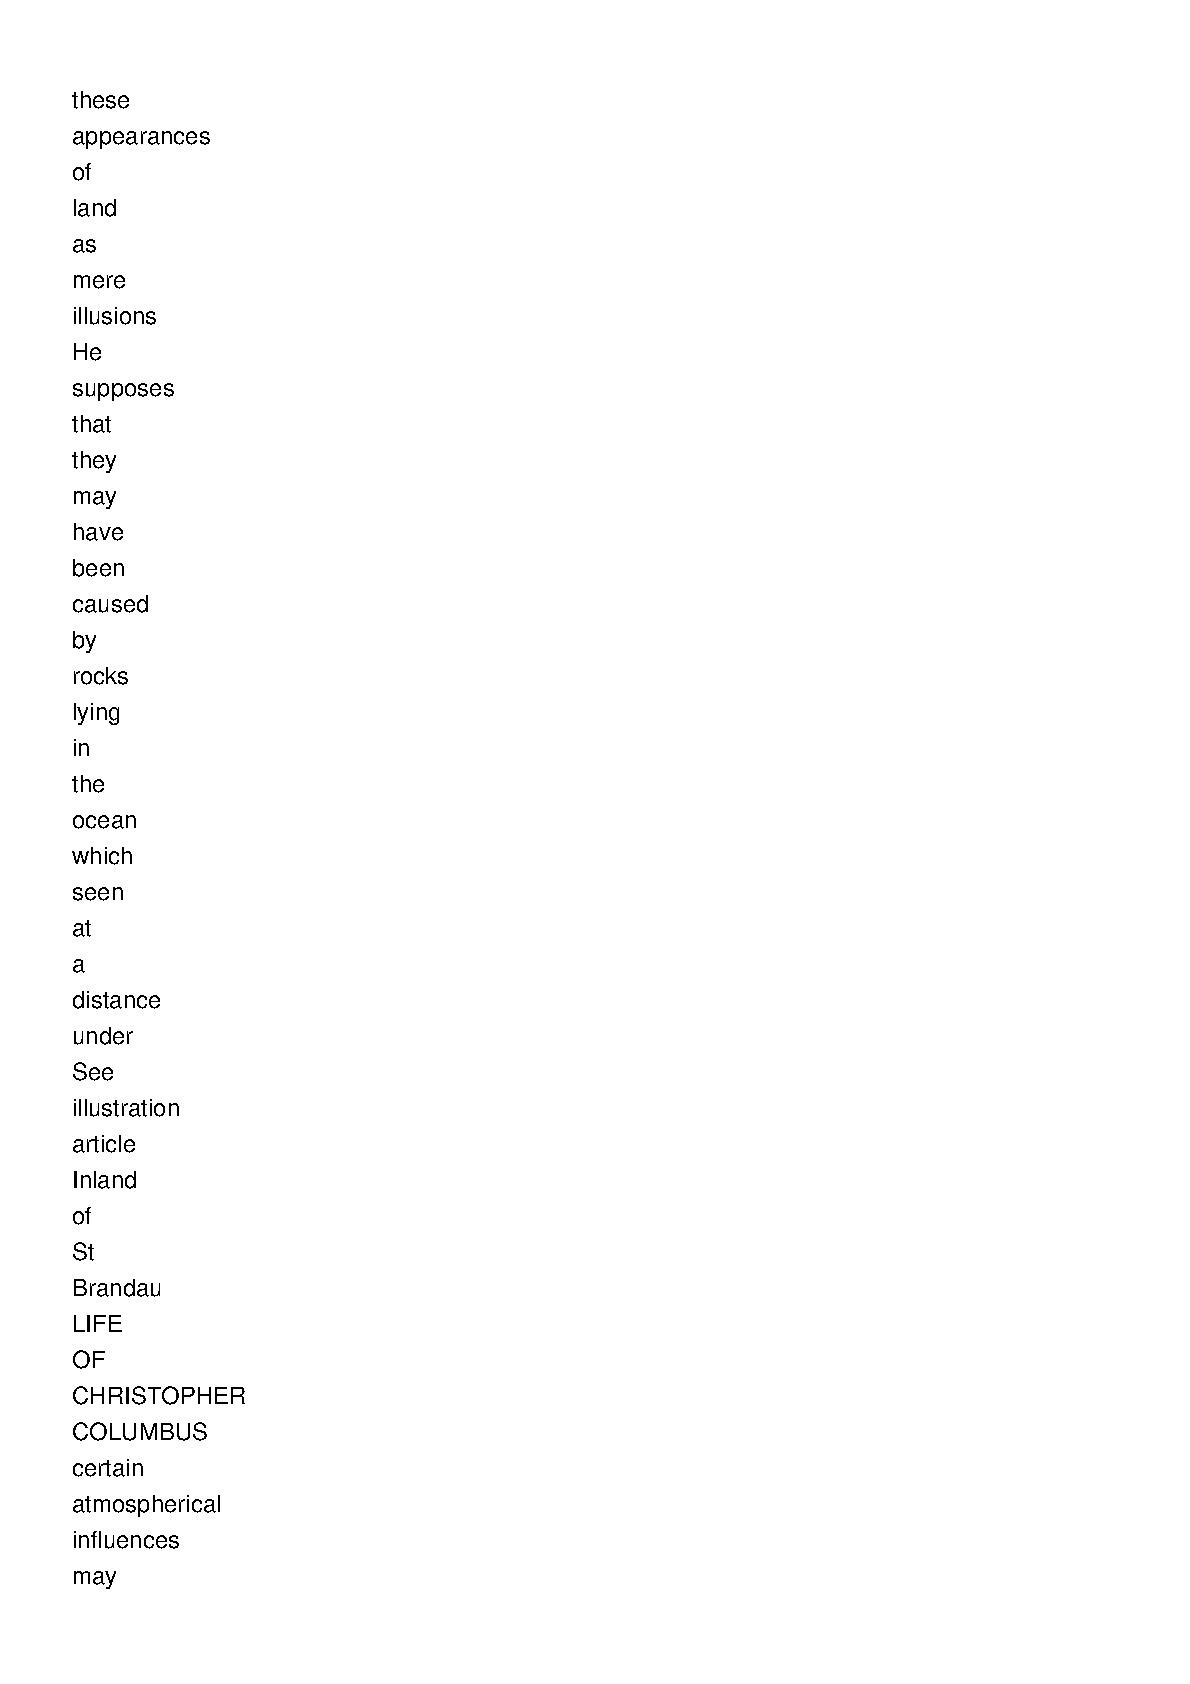 these
appearances
of
land
as
mere
illusions
He
supposes
that
they
may
have
been
caused
by
rocks
lying
in
the
ocean
which
seen
at
a
distance
under
See
illustration
article
Inland
of
St
Brandau
LIFE
OF
CHRISTOPHER
COLUMBUS
certain
atmospherical
influences
may